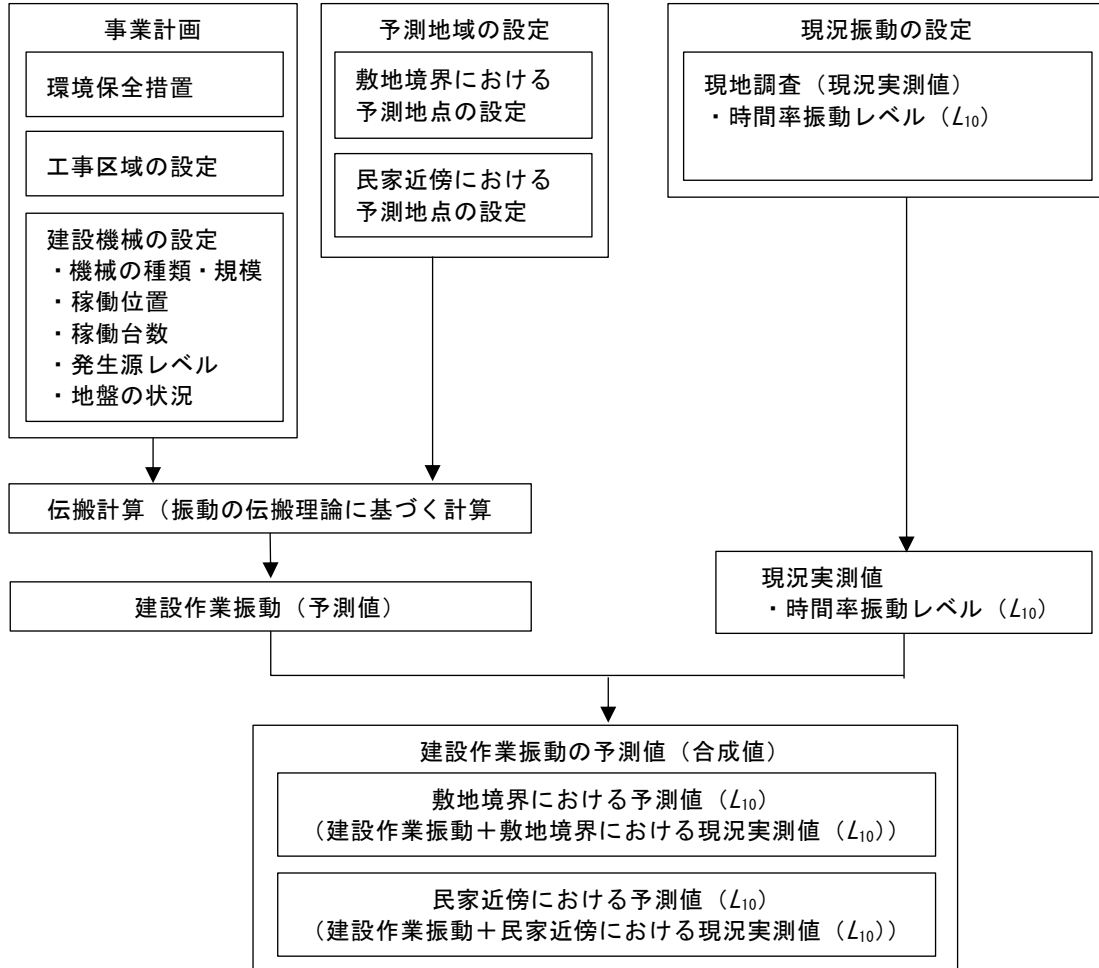 事業計画
環境保全措置
工事区域の設定
建設機械の設定
・機械の種類・規模
・稼働位置
・稼働台数
・発生源レベル
・地盤の状況
予測地域の設定
敷地境界における
予測地点の設定
民家近傍における
予測地点の設定
現況振動の設定
現地調査(現況実測値)
・時間率振動レベル(L10)
伝搬計算(振動の伝搬理論に基づく計算
建設作業振動(予測値)
現況実測値
・時間率振動レベル(L10)
建設作業振動の予測値(合成値)
敷地境界における予測値(L10)
(建設作業振動+敷地境界における現況実測値(L10))
民家近傍における予測値(L10)
(建設作業振動+民家近傍における現況実測値(L10))